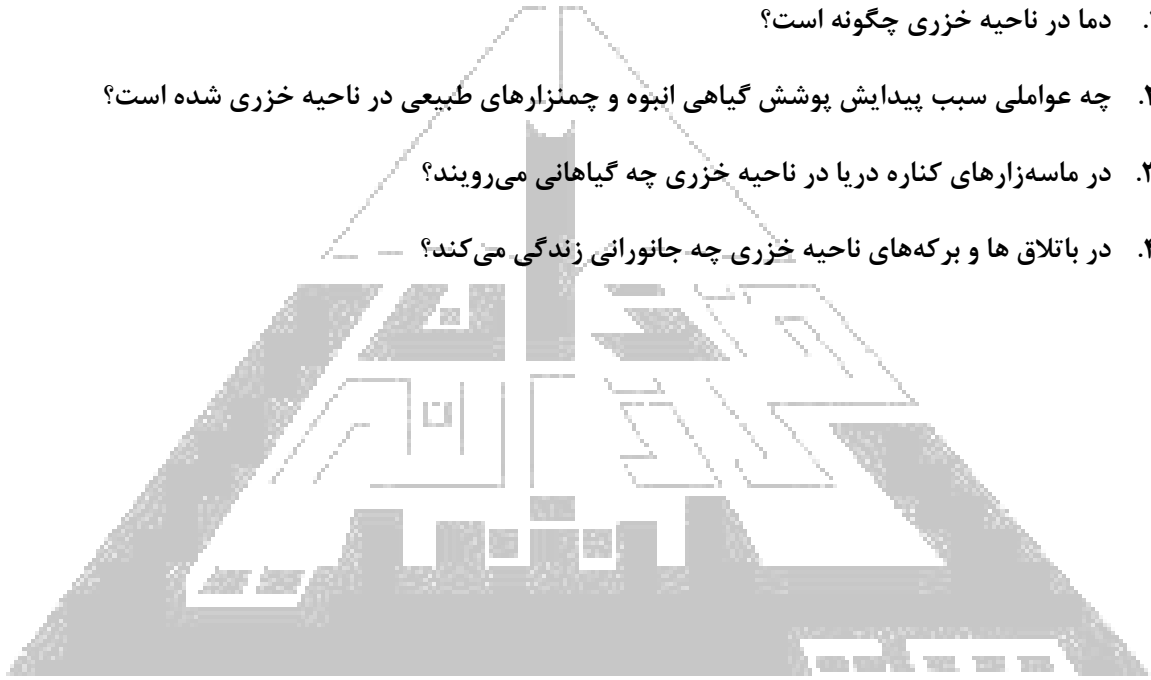 دما در ناحیه خزری چگونه است؟
چه عواملی سبب پیدایش پوشش گیاهی انبوه و چمنزارهای طبیعی در ناحیه خزری شده است؟
در ماسه‌زارهای کناره دریا در ناحیه خزری چه گیاهانی می‌رویند؟
در باتلاق ها و برکه‌های ناحیه خزری چه جانورانی زندگی می‌کند؟